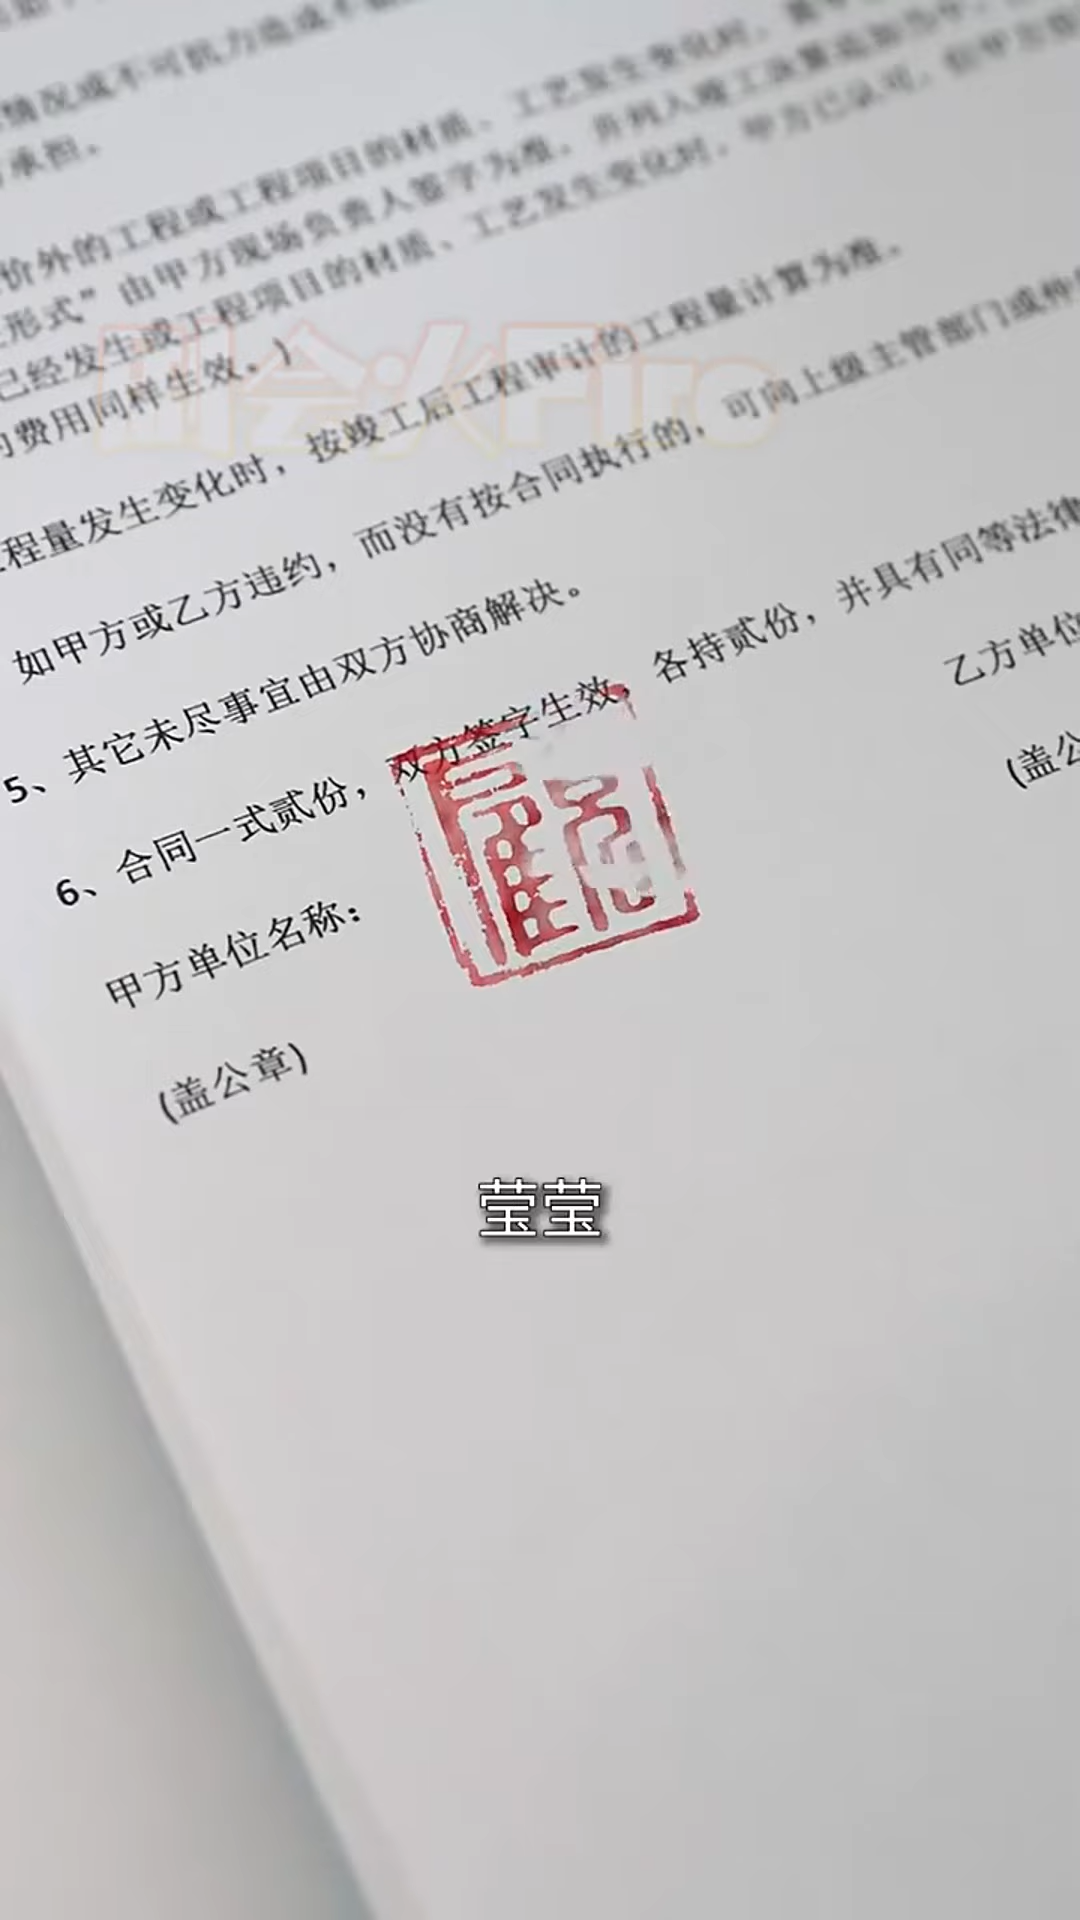 情况或不可抗力造成或不
承担。
价外的工程或工程项目的材质、工艺发生变化时,
形式”由甲方现场负责人签字为准,并列入竣工决算追加
已经发生或工程项目的材质、工艺发生变化时,甲方已认可,但甲方
的费用同样生效。)
程量发生变化时,按竣工后工程审计的工程量计算为准。
如甲方或乙方违约,而没有按合同执行的,可向上级主管部门或仲
5、其它未尽事宜由双方协商解决。
6、合同一式贰份,双方签字生效,各持贰份,并具有同等法律
甲方单位名称:
乙方单位
(盖公章)
(盖公
顾
莹莹